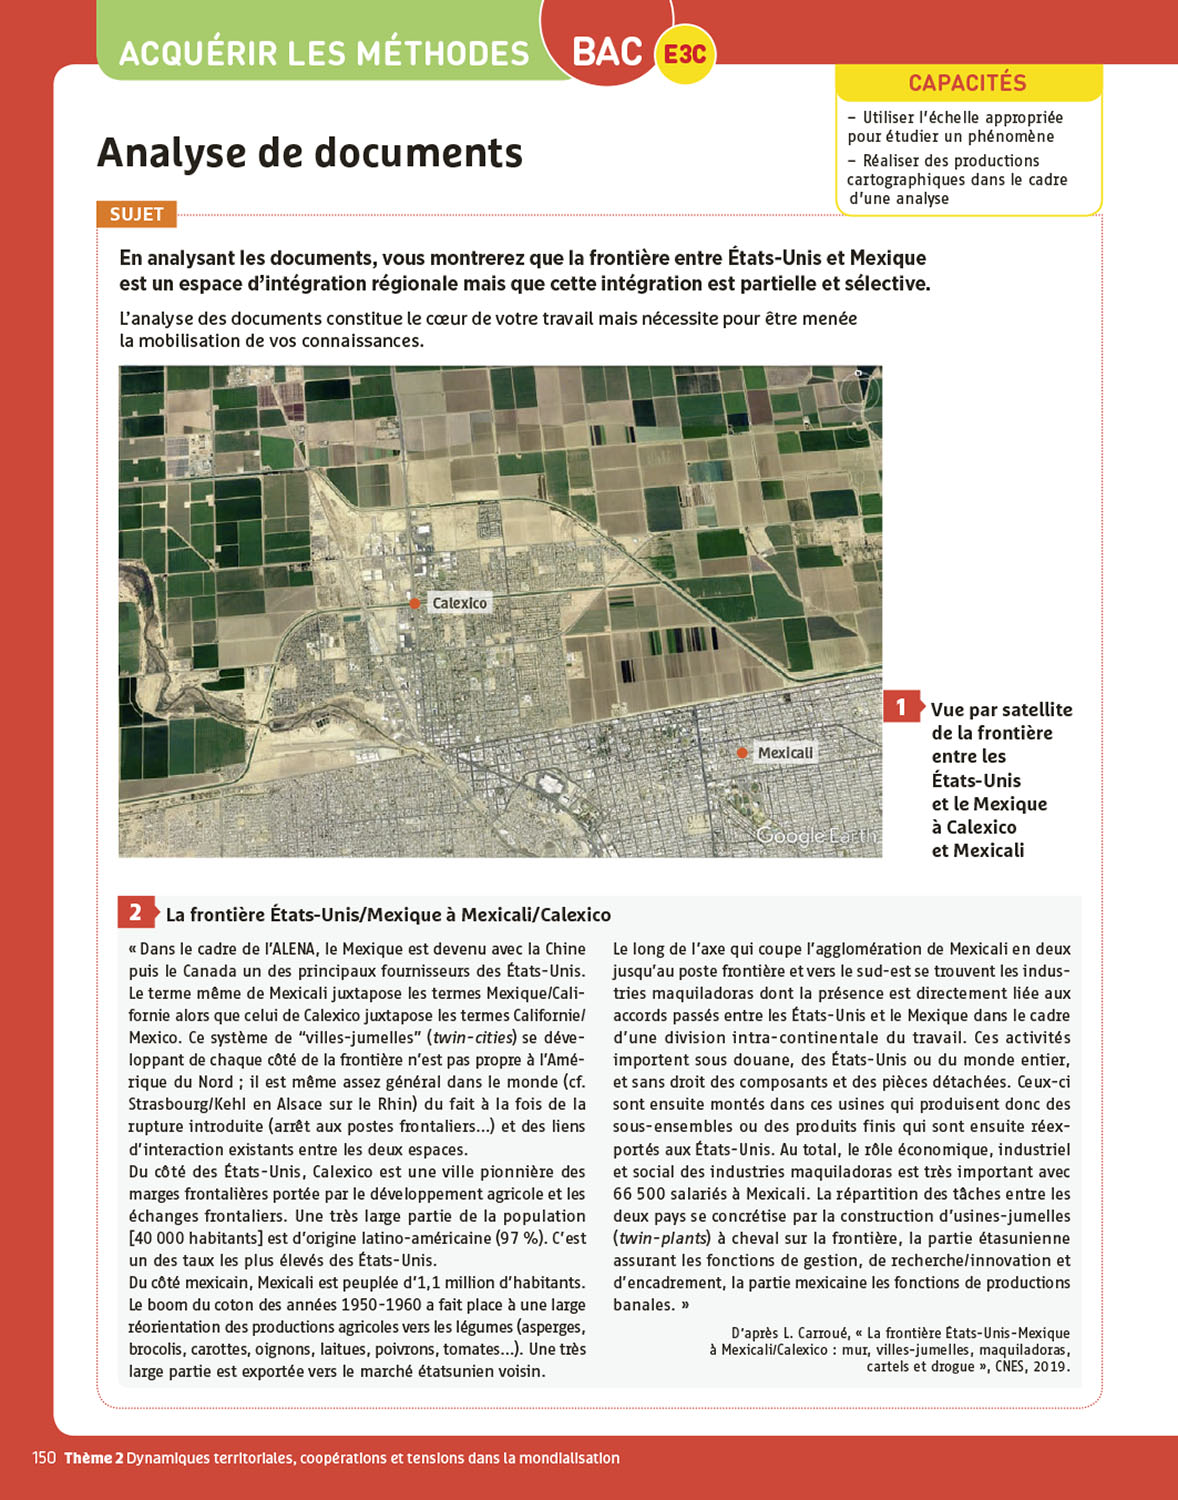 ACQUÉRIR LES MÉTHODES
BAC
E3C
CAPACITÉS
– Utiliser l'échelle appropriée
pour étudier un phénomène
– Réaliser des productions
cartographiques dans le cadre
d'une analyse
Analyse de documents
SUJET
En analysant les documents, vous montrerez que la frontière entre États-Unis et Mexique
est un espace d'intégration régionale mais que cette intégration est partielle et sélective.
L'analyse des documents constitue le cœur de votre travail mais nécessite pour être menée
la mobilisation de vos connaissances.
Calexico
Mexicali
Google Earth
1
Vue par satellite
de la frontière
entre les
États-Unis
et le Mexique
à Calexico
et Mexicali
2 La frontière États-Unis/Mexique à Mexicali/Calexico
« Dans le cadre de l'ALENA, le Mexique est devenu avec la Chine
puis le Canada un des principaux fournisseurs des États-Unis.
Le terme même de Mexicali juxtapose les termes Mexique/Cali-
fornie alors que celui de Calexico juxtapose les termes Californie/
Mexico. Ce système de “villes-jumelles” (twin-cities) se déve-
loppant de chaque côté de la frontière n'est pas propre à l'Amé-
rique du Nord ; il est même assez général dans le monde (cf.
Strasbourg/Kehl en Alsace sur le Rhin) du fait à la fois de la
rupture introduite (arrêt aux postes frontaliers...) et des liens
d'interaction existants entre les deux espaces.
Du côté des États-Unis, Calexico est une ville pionnière des
marges frontalières portée par le développement agricole et les
échanges frontaliers. Une très large partie de la population
[40 000 habitants] est d'origine latino-américaine (97 %). C'est
un des taux les plus élevés des États-Unis.
Du côté mexicain, Mexicali est peuplée d'1,1 million d'habitants.
Le boom du coton des années 1950-1960 a fait place à une large
réorientation des productions agricoles vers les légumes (asperges,
brocolis, carottes, oignons, laitues, poivrons, tomates...). Une très
large partie est exportée vers le marché étatsunien voisin.
Le long de l'axe qui coupe l'agglomération de Mexicali en deux
jusqu'au poste frontière et vers le sud-est se trouvent les indus-
tries maquiladoras dont la présence est directement liée aux
accords passés entre les États-Unis et le Mexique dans le cadre
d'une division intra-continentale du travail. Ces activités
importent sous douane, des États-Unis ou du monde entier,
et sans droit des composants et des pièces détachées. Ceux-ci
sont ensuite montés dans ces usines qui produisent donc des
sous-ensembles ou des produits finis qui sont ensuite réex-
portés aux États-Unis. Au total, le rôle économique, industriel
et social des industries maquiladoras est très important avec
66 500 salariés à Mexicali. La répartition des tâches entre les
deux pays se concrétise par la construction d'usines-jumelles
(twin-plants) à cheval sur la frontière, la partie étasunienne
assurant les fonctions de gestion, de recherche/innovation et
d'encadrement, la partie mexicaine les fonctions de productions
banales. »
D'après L. Carroué, « La frontière États-Unis-Mexique
à Mexicali/Calexico : mur, villes-jumelles, maquiladoras,
cartels et drogue », CNES, 2019.
150 Thème 2 Dynamiques territoriales, coopérations et tensions dans la mondialisation